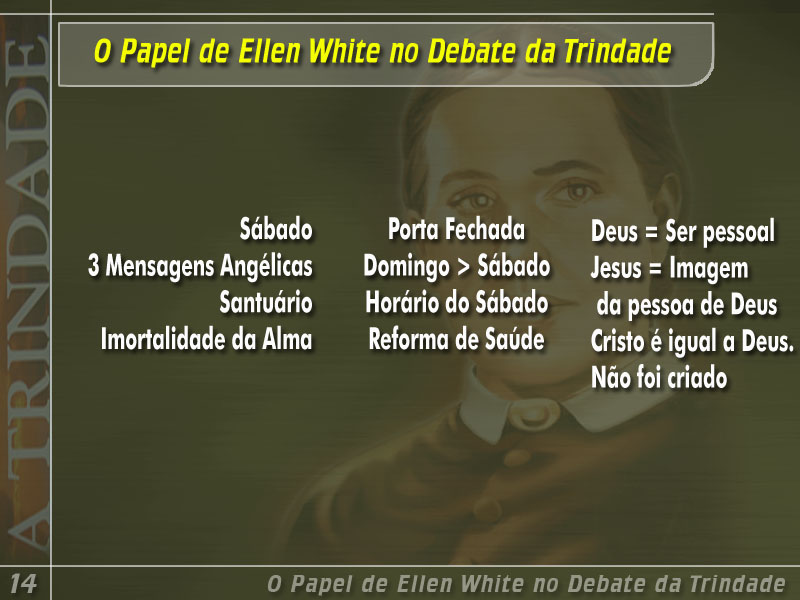 O Papel de Ellen White no Debate da Trindade
A TRINDADE
Sábado
3 Mensagens Angélicas
Santuário
Imortalidade da Alma
Porta Fechada
Domingo > Sábado
Horário do Sábado
Reforma de Saúde
Deus = Ser pessoal
Jesus = Imagem
da pessoa de Deus
Cristo é igual a Deus.
Não foi criado
14
O Papel de Ellen White no Debate da Trindade